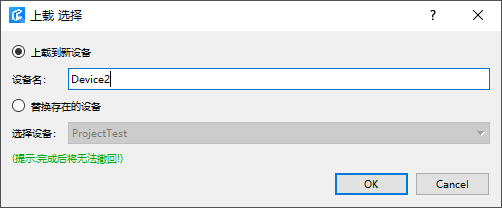 上载 选择
上载到新设备
设备名： Device2
替换存在的设备
选择设备： ProjectTest
(提示:完成后将无法撤回!)
OK Cancel